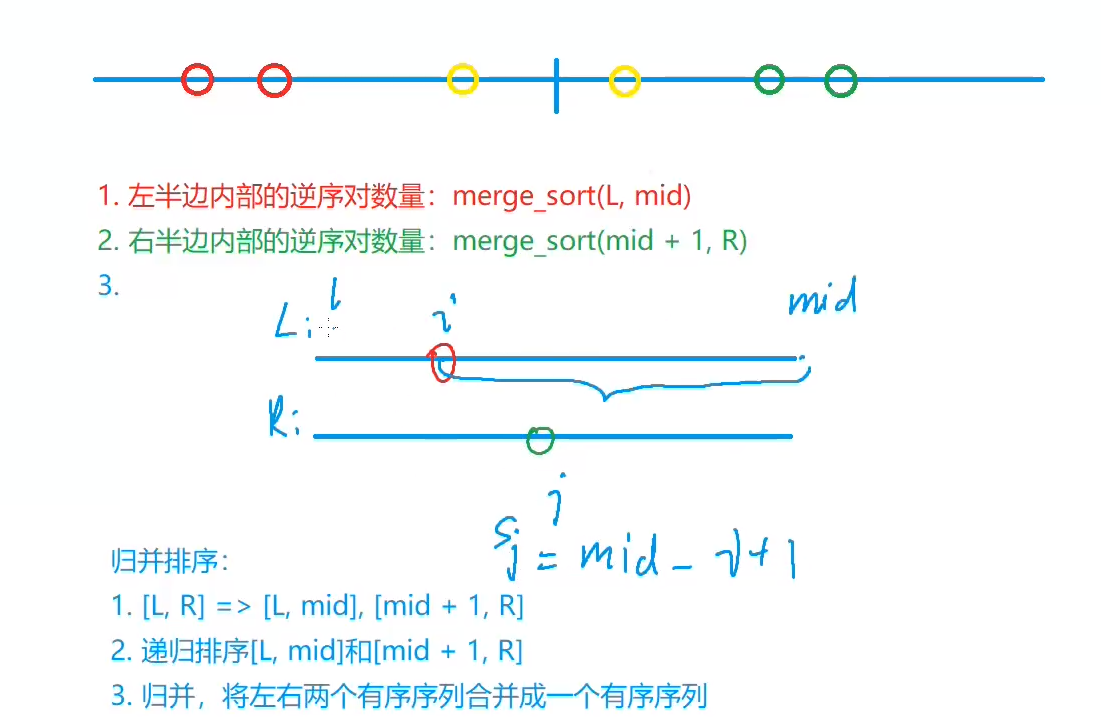 1. 左半边内部的逆序对数量：merge_sort(L, mid)
2. 右半边内部的逆序对数量：merge_sort(mid + 1, R)
3.
l
Li
i
mid
Ri
j
Sj = mid - i + 1
归并排序：
1. [L, R] => [L, mid], [mid + 1, R]
2. 递归排序[L, mid]和[mid + 1, R]
3. 归并，将左右两个有序序列合并成一个有序序列